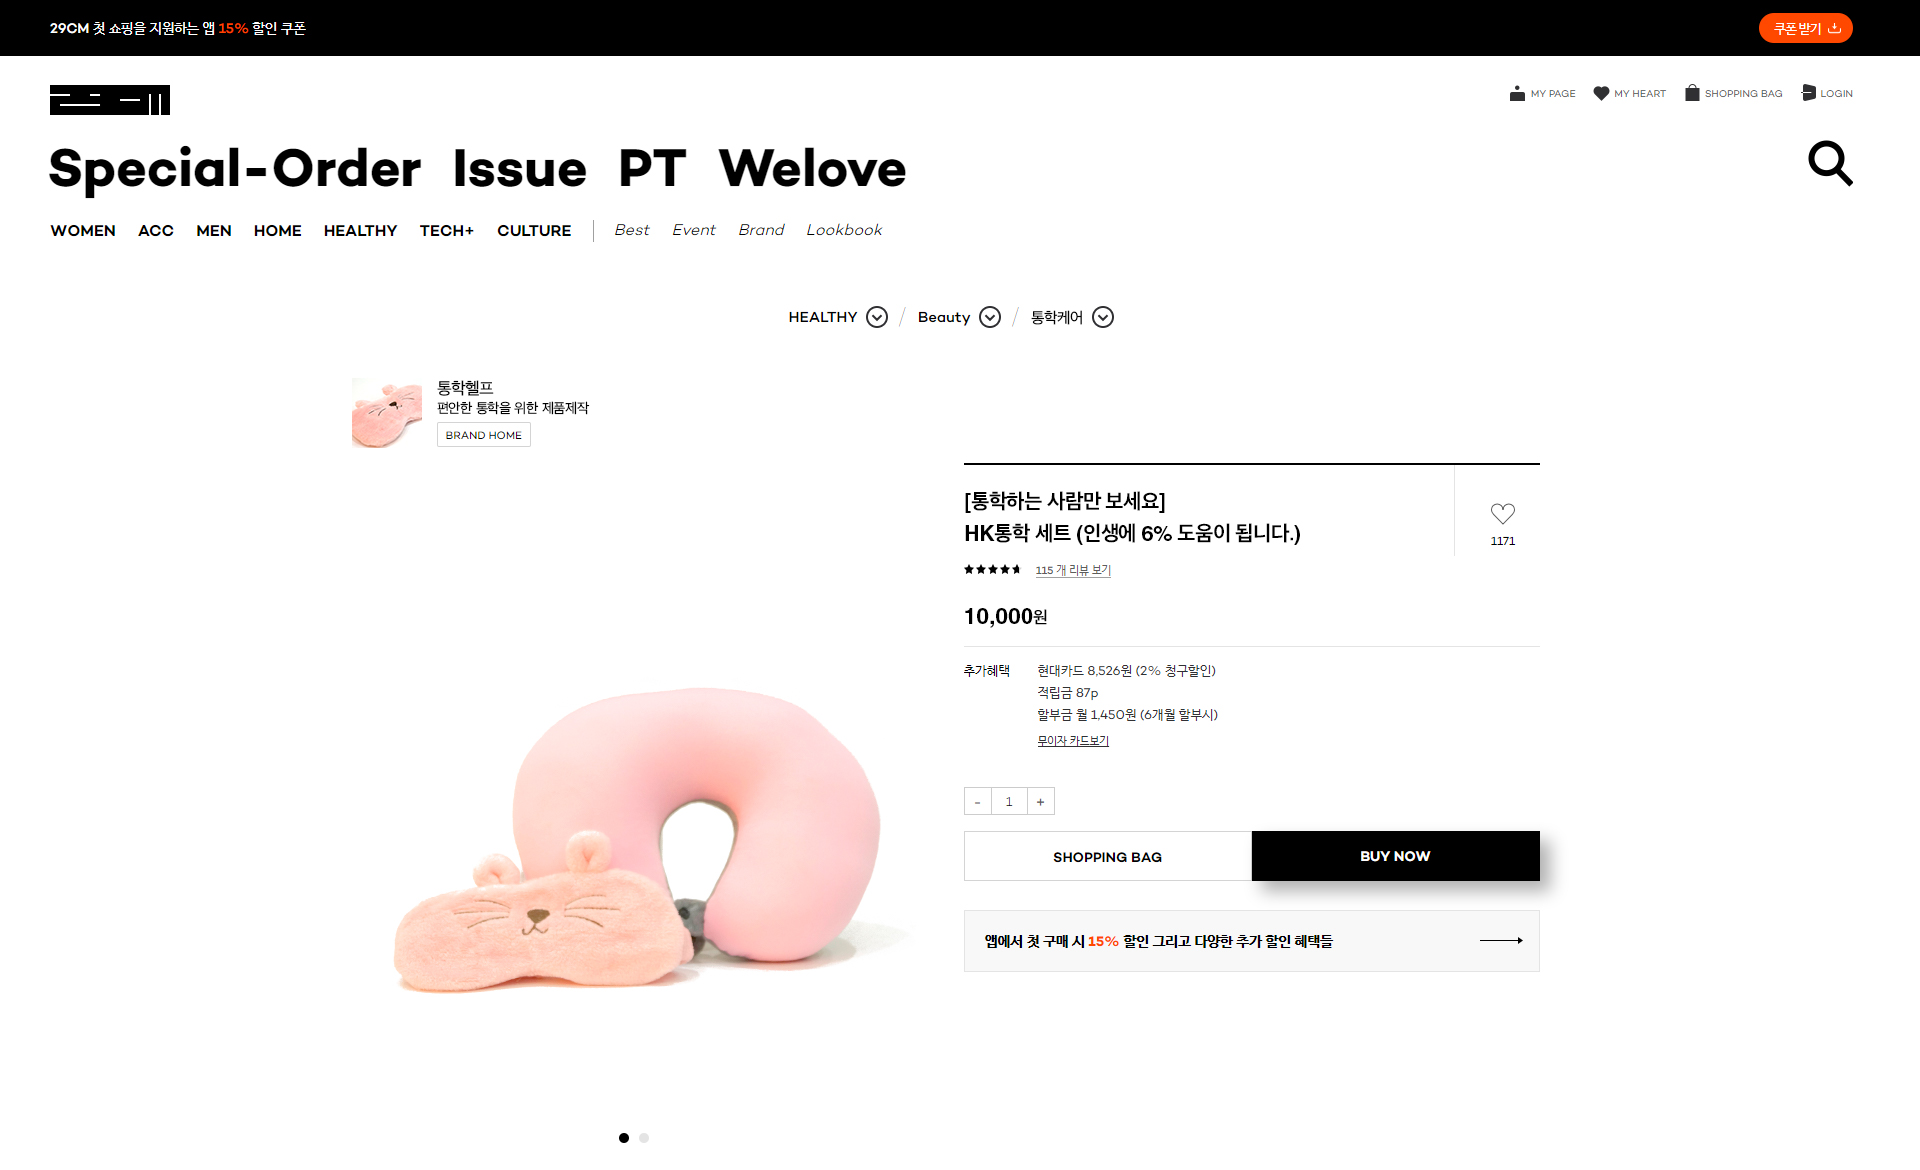 29CM 첫 쇼핑을 지원하는 앱 15% 할인 쿠폰
쿠폰받기
MY PAGE MY HEART SHOPPING BAG LOGIN
Special-Order Issue PT Welove
WOMEN ACC MEN HOME HEALTHY TECH+ CULTURE Best Event Brand Lookbook
HEALTHY / Beauty / 통학케어
통학헬프
편안한 통학을 위한 제품제작
BRAND HOME
[통학하는 사람만 보세요]
HK통학 세트 (인생에 6% 도움이 됩니다.)
1171
115 개 리뷰 보기
10,000원
추가혜택 현대카드 8,526원 (2% 청구할인)
적립금 87p
할부금 월 1,450원 (6개월 할부시)
무이자 카드보기
- 1 +
SHOPPING BAG BUY NOW
앱에서 첫 구매 시 15% 할인 그리고 다양한 추가 할인 혜택들